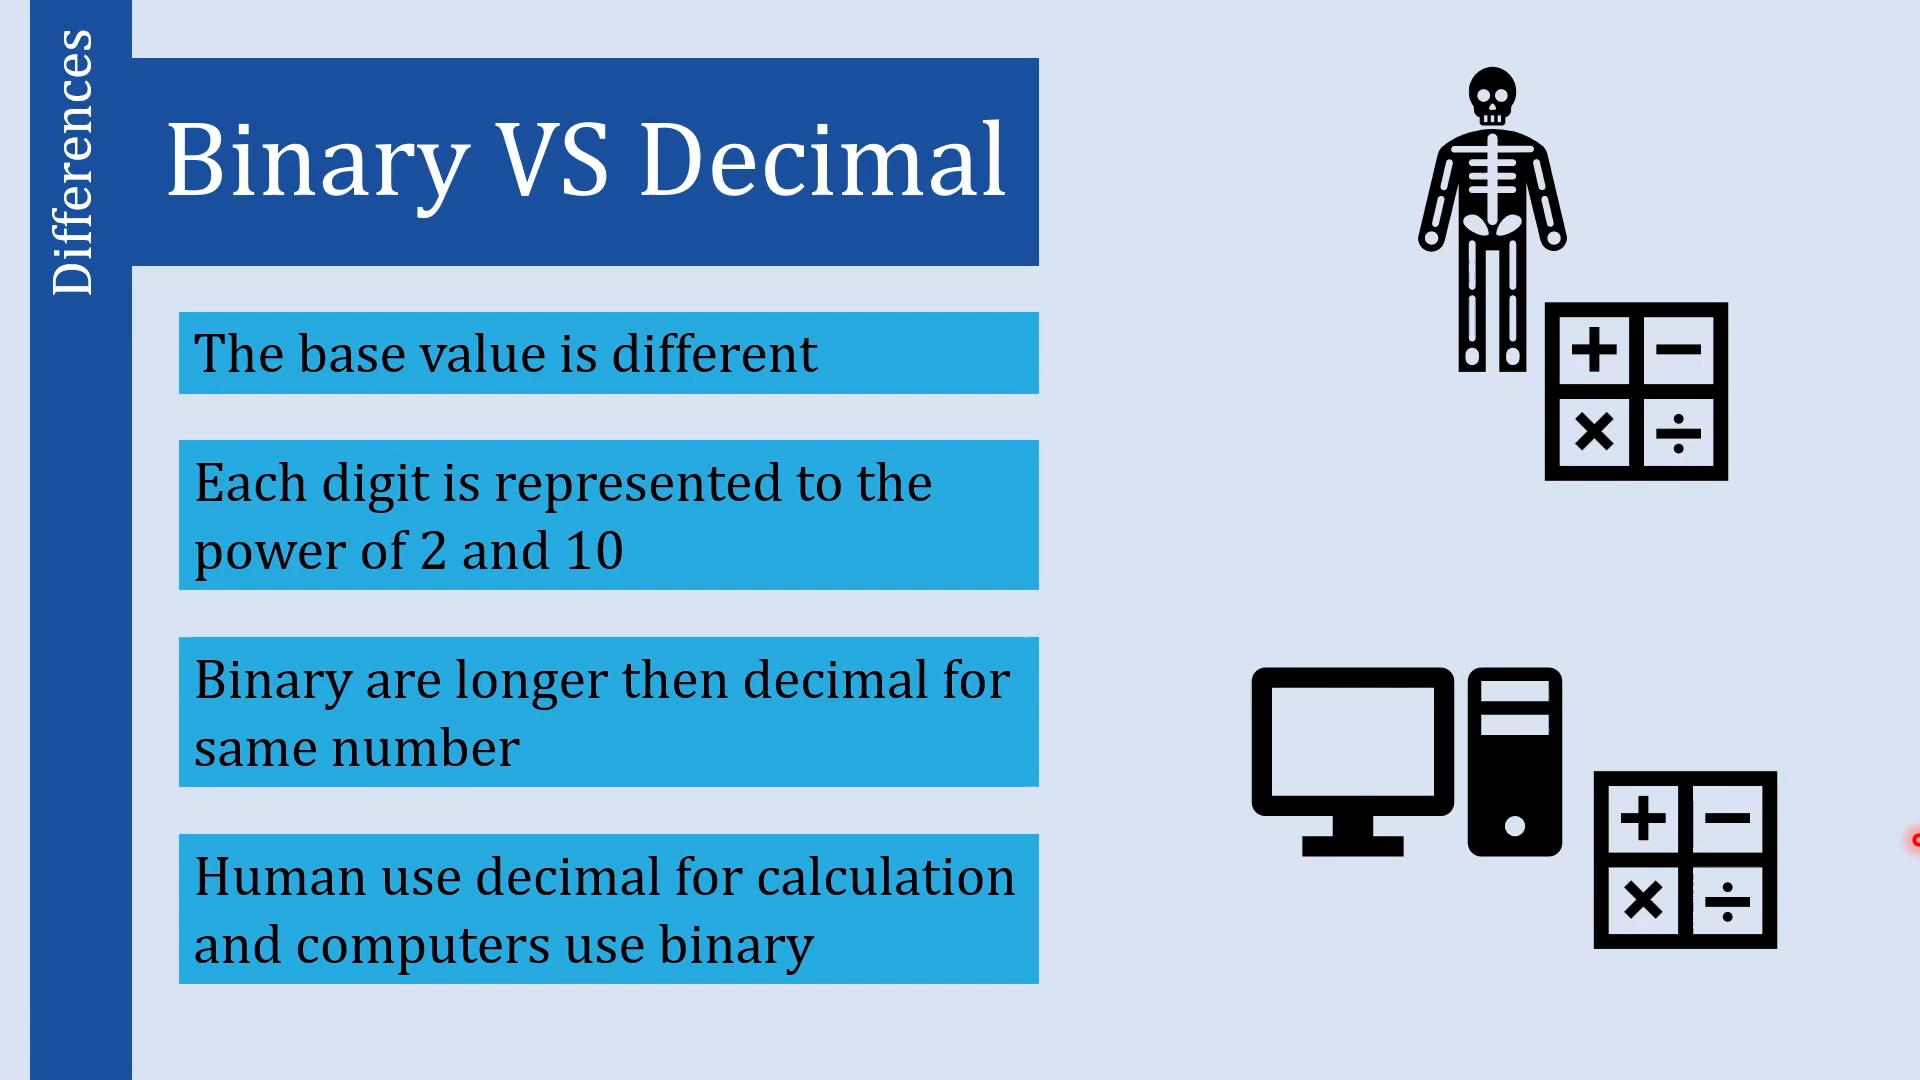 Differences
Binary VS Decimal
The base value is different
Each digit is represented to the
power of 2 and 10
Binary are longer then decimal for
same number
Human use decimal for calculation
and computers use binary